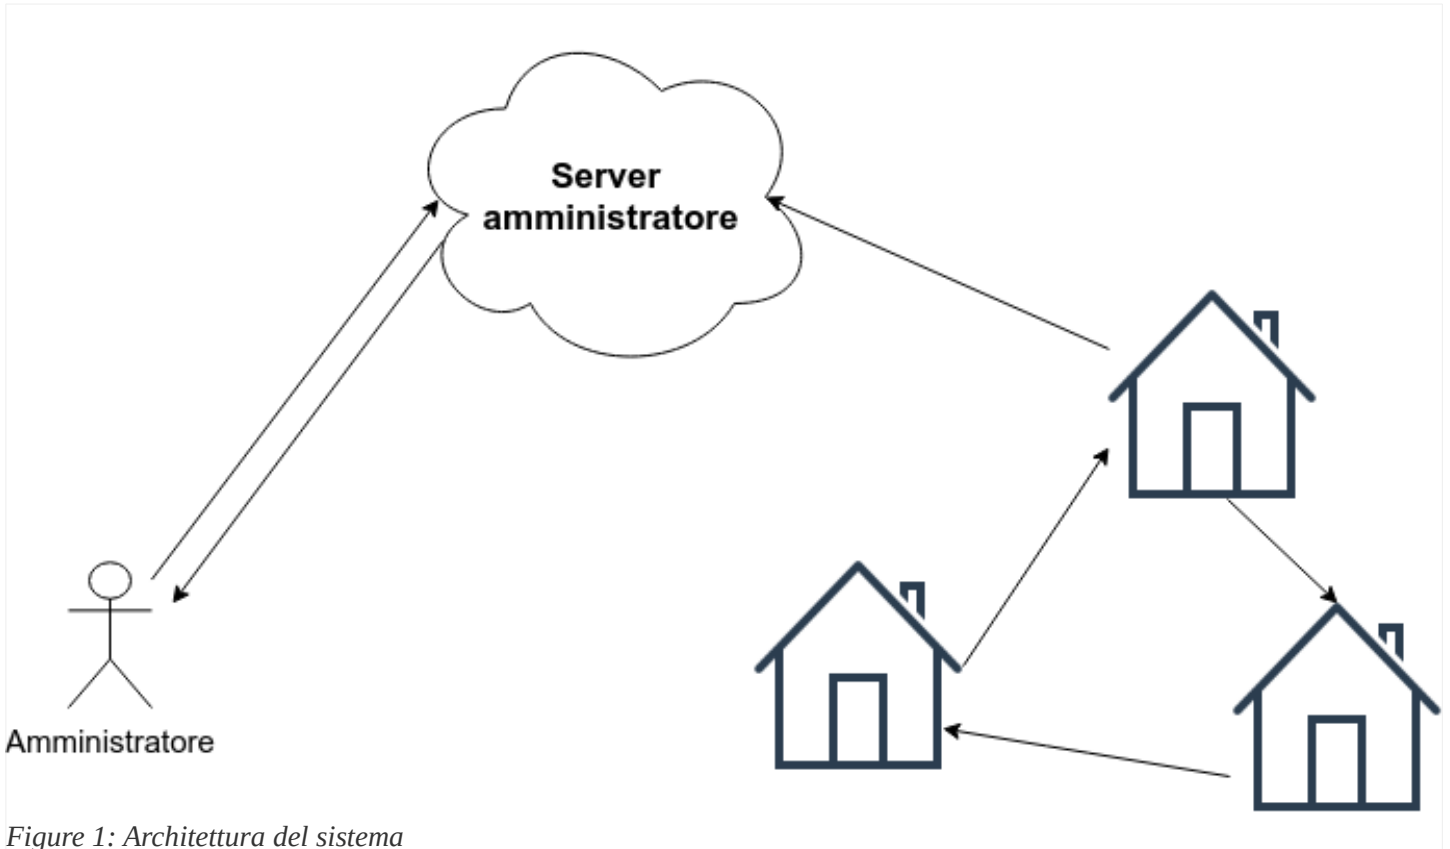 Server
amministratore
Amministratore
Figure 1: Architettura del sistema